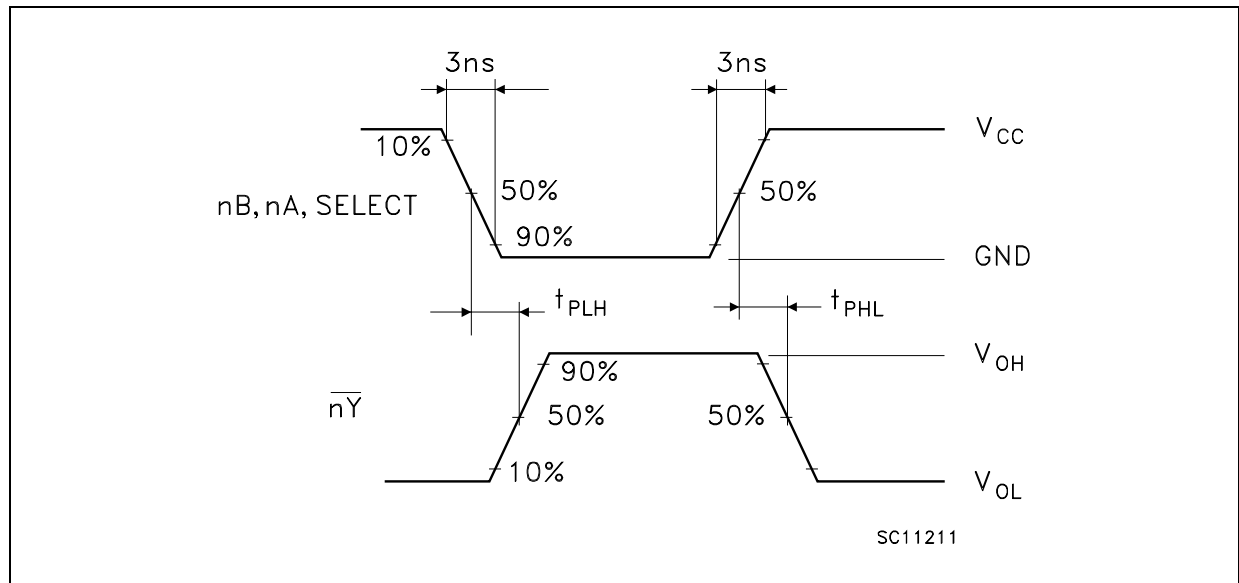 3ns 3ns
V_CC
10%
50% 50%
nB, nA, SELECT
90%
GND
t_PLH t_PHL
V_OH
90%
n̅Y̅
50% 50%
10%
V_OL
SC11211